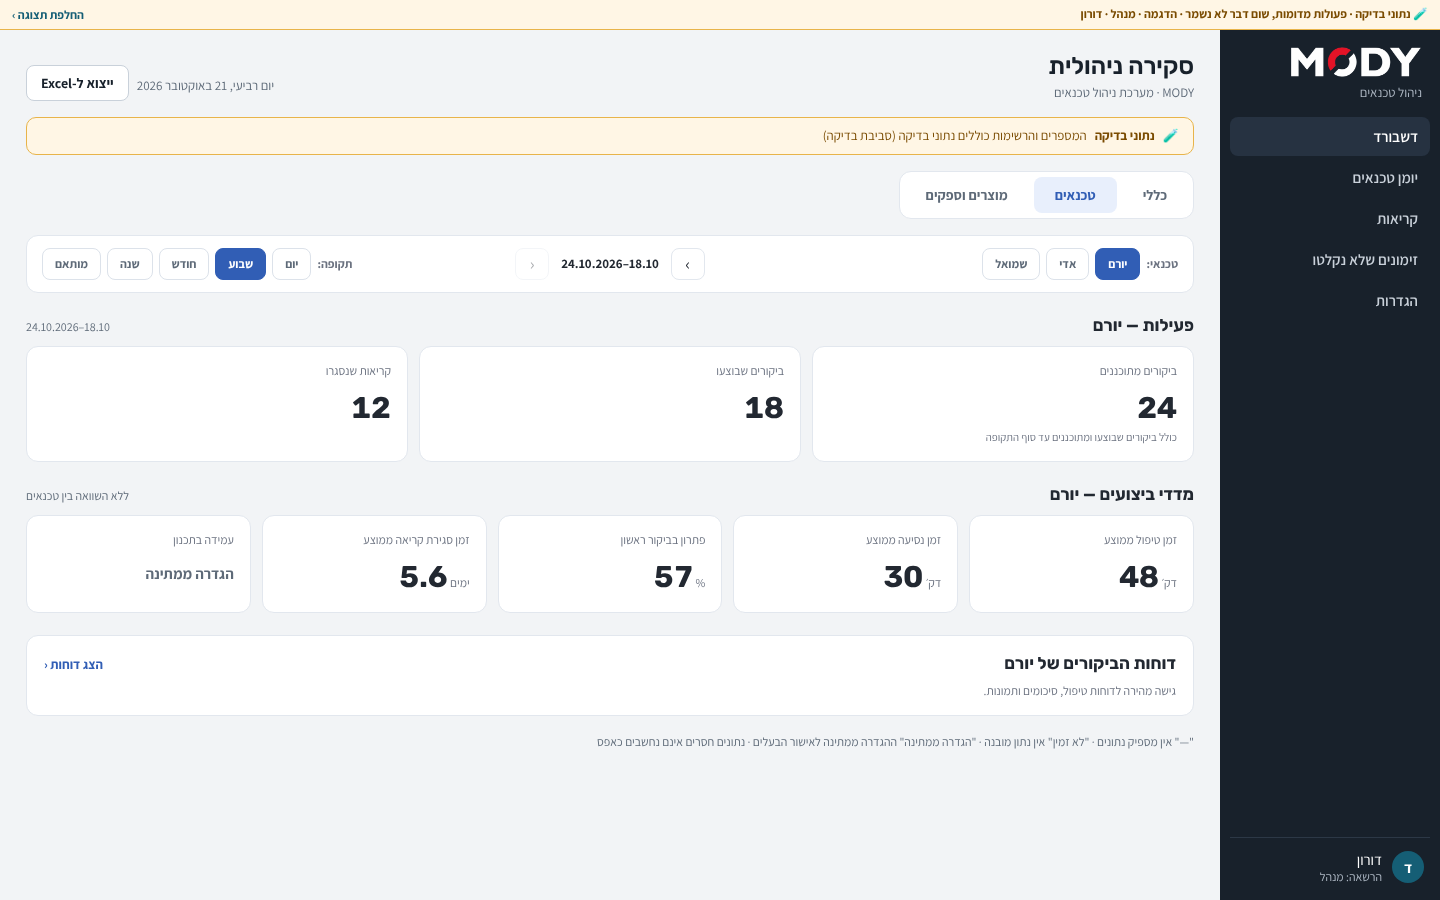 🧪 נתוני בדיקה · פעולות מדומות, שום דבר לא נשמר · הדגמה · מנהל · דורון
החלפת תצוגה ›
MODY
ניהול טכנאים
דשבורד
יומן טכנאים
קריאות
זימונים שלא נקלטו
הגדרות
דורון
הרשאה: מנהל
ד
סקירה ניהולית
MODY · מערכת ניהול טכנאים
יום רביעי, 21 באוקטובר 2026
ייצוא ל-Excel
🧪 נתוני בדיקה המספרים והרשימות כוללים נתוני בדיקה (סביבת בדיקה)
כללי
טכנאים
מוצרים וספקים
טכנאי: יורם אדי שמואל
18.10–24.10.2026
תקופה: יום שבוע חודש שנה מותאם
פעילות — יורם
18.10–24.10.2026
ביקורים מתוכננים
24
כולל ביקורים שבוצעו ומתוכננים עד סוף התקופה
ביקורים שבוצעו
18
קריאות שנסגרו
12
מדדי ביצועים — יורם
ללא השוואה בין טכנאים
זמן טיפול ממוצע
48 דק׳
זמן נסיעה ממוצע
30 דק׳
פתרון בביקור ראשון
57 %
זמן סגירת קריאה ממוצע
5.6 ימים
עמידה בתכנון
הגדרה ממתינה
דוחות הביקורים של יורם
גישה מהירה לדוחות טיפול, סיכומים ותמונות.
הצג דוחות ›
"—" אין מספיק נתונים · "לא זמין" אין נתון מובנה · "הגדרה ממתינה" ההגדרה ממתינה לאישור הבעלים · נתונים חסרים אינם נחשבים כאפס